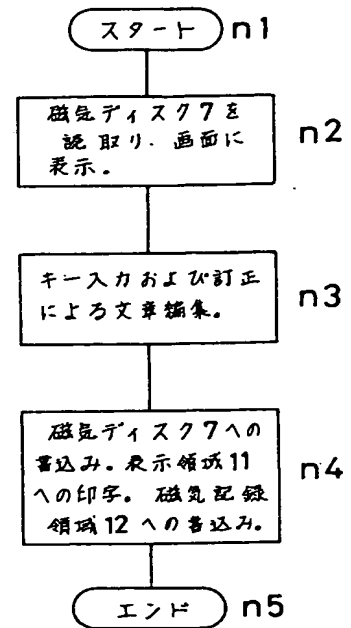 スタート n1
磁気ディスク7を
読取り、画面に
表示。
n2
キー入力および訂正
による文章編集。
n3
磁気ディスク7への
書込み。表示領域11
への印字。磁気記録
領域12への書込み。
n4
エンド n5